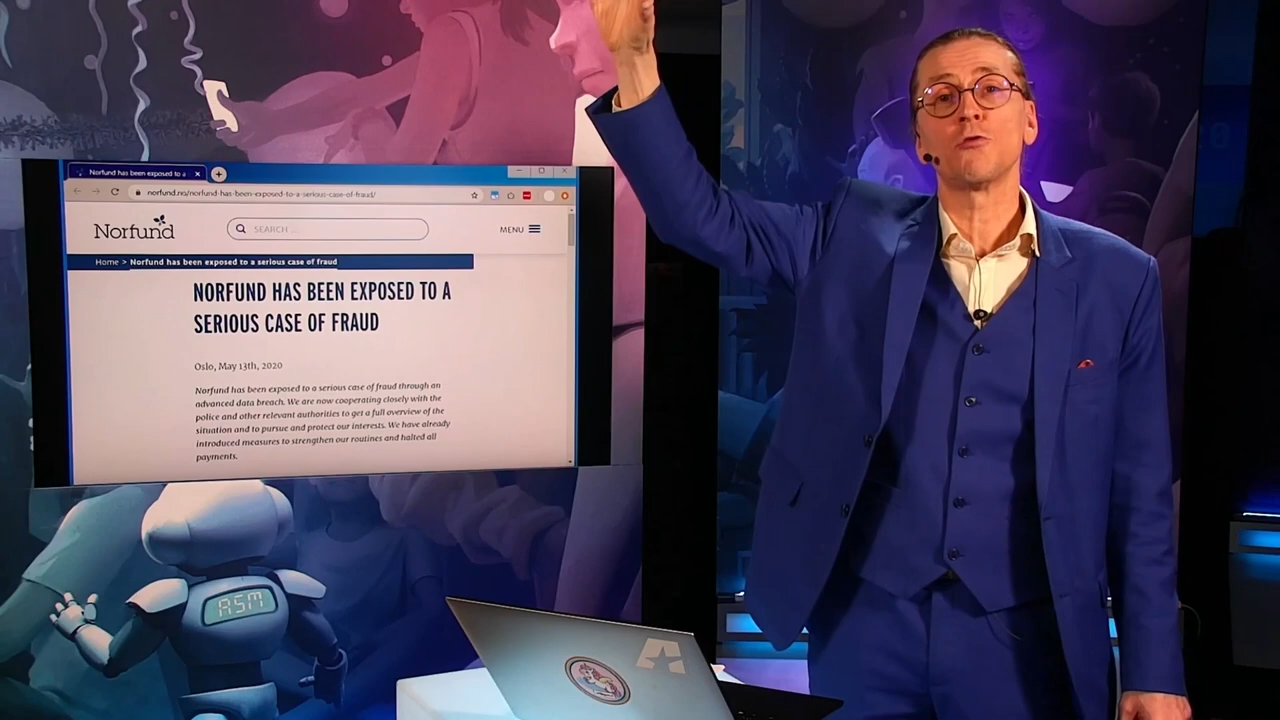 Norfund has been exposed to a
norfund.no/norfund-has-been-exposed-to-a-serious-case-of-fraud/
Norfund
SEARCH ...
MENU
Home > Norfund has been exposed to a serious case of fraud
NORFUND HAS BEEN EXPOSED TO A
SERIOUS CASE OF FRAUD
Oslo, May 13th, 2020
Norfund has been exposed to a serious case of fraud through an
advanced data breach. We are now cooperating closely with the
police and other relevant authorities to get a full overview of the
situation and to pursue and protect our interests. We have already
introduced measures to strengthen our routines and halted all
payments.
ASM